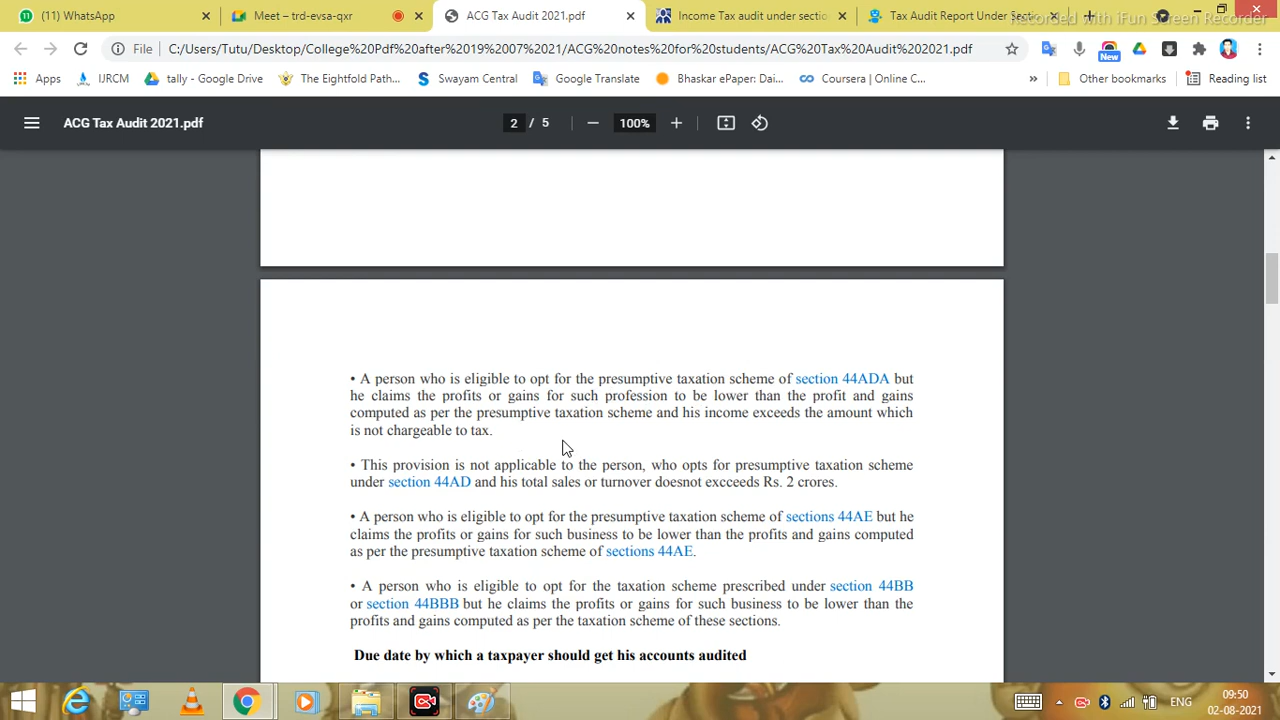 (11) WhatsApp
Meet – trd-evsa-qxr
ACG Tax Audit 2021.pdf
Income Tax audit under sectio
Tax Audit Report Under Sect
Recorded with iFun Screen Recorder
File
C:/Users/Tutu/Desktop/College%20Pdf%20after%2019%2007%2021/ACG%20notes%20for%20students/ACG%20Tax%20Audit%202021.pdf
New
Apps
IJRCM
tally - Google Drive
The Eightfold Path...
Swayam Central
Google Translate
Bhaskar ePaper: Dai...
Coursera | Online C...
»
Other bookmarks
Reading list
ACG Tax Audit 2021.pdf
2 / 5
100%
• A person who is eligible to opt for the presumptive taxation scheme of section 44ADA but
he claims the profits or gains for such profession to be lower than the profit and gains
computed as per the presumptive taxation scheme and his income exceeds the amount which
is not chargeable to tax.
• This provision is not applicable to the person, who opts for presumptive taxation scheme
under section 44AD and his total sales or turnover doesnot excceeds Rs. 2 crores.
• A person who is eligible to opt for the presumptive taxation scheme of sections 44AE but he
claims the profits or gains for such business to be lower than the profits and gains computed
as per the presumptive taxation scheme of sections 44AE.
• A person who is eligible to opt for the taxation scheme prescribed under section 44BB
or section 44BBB but he claims the profits or gains for such business to be lower than the
profits and gains computed as per the taxation scheme of these sections.
Due date by which a taxpayer should get his accounts audited
ENG
09:50
02-08-2021